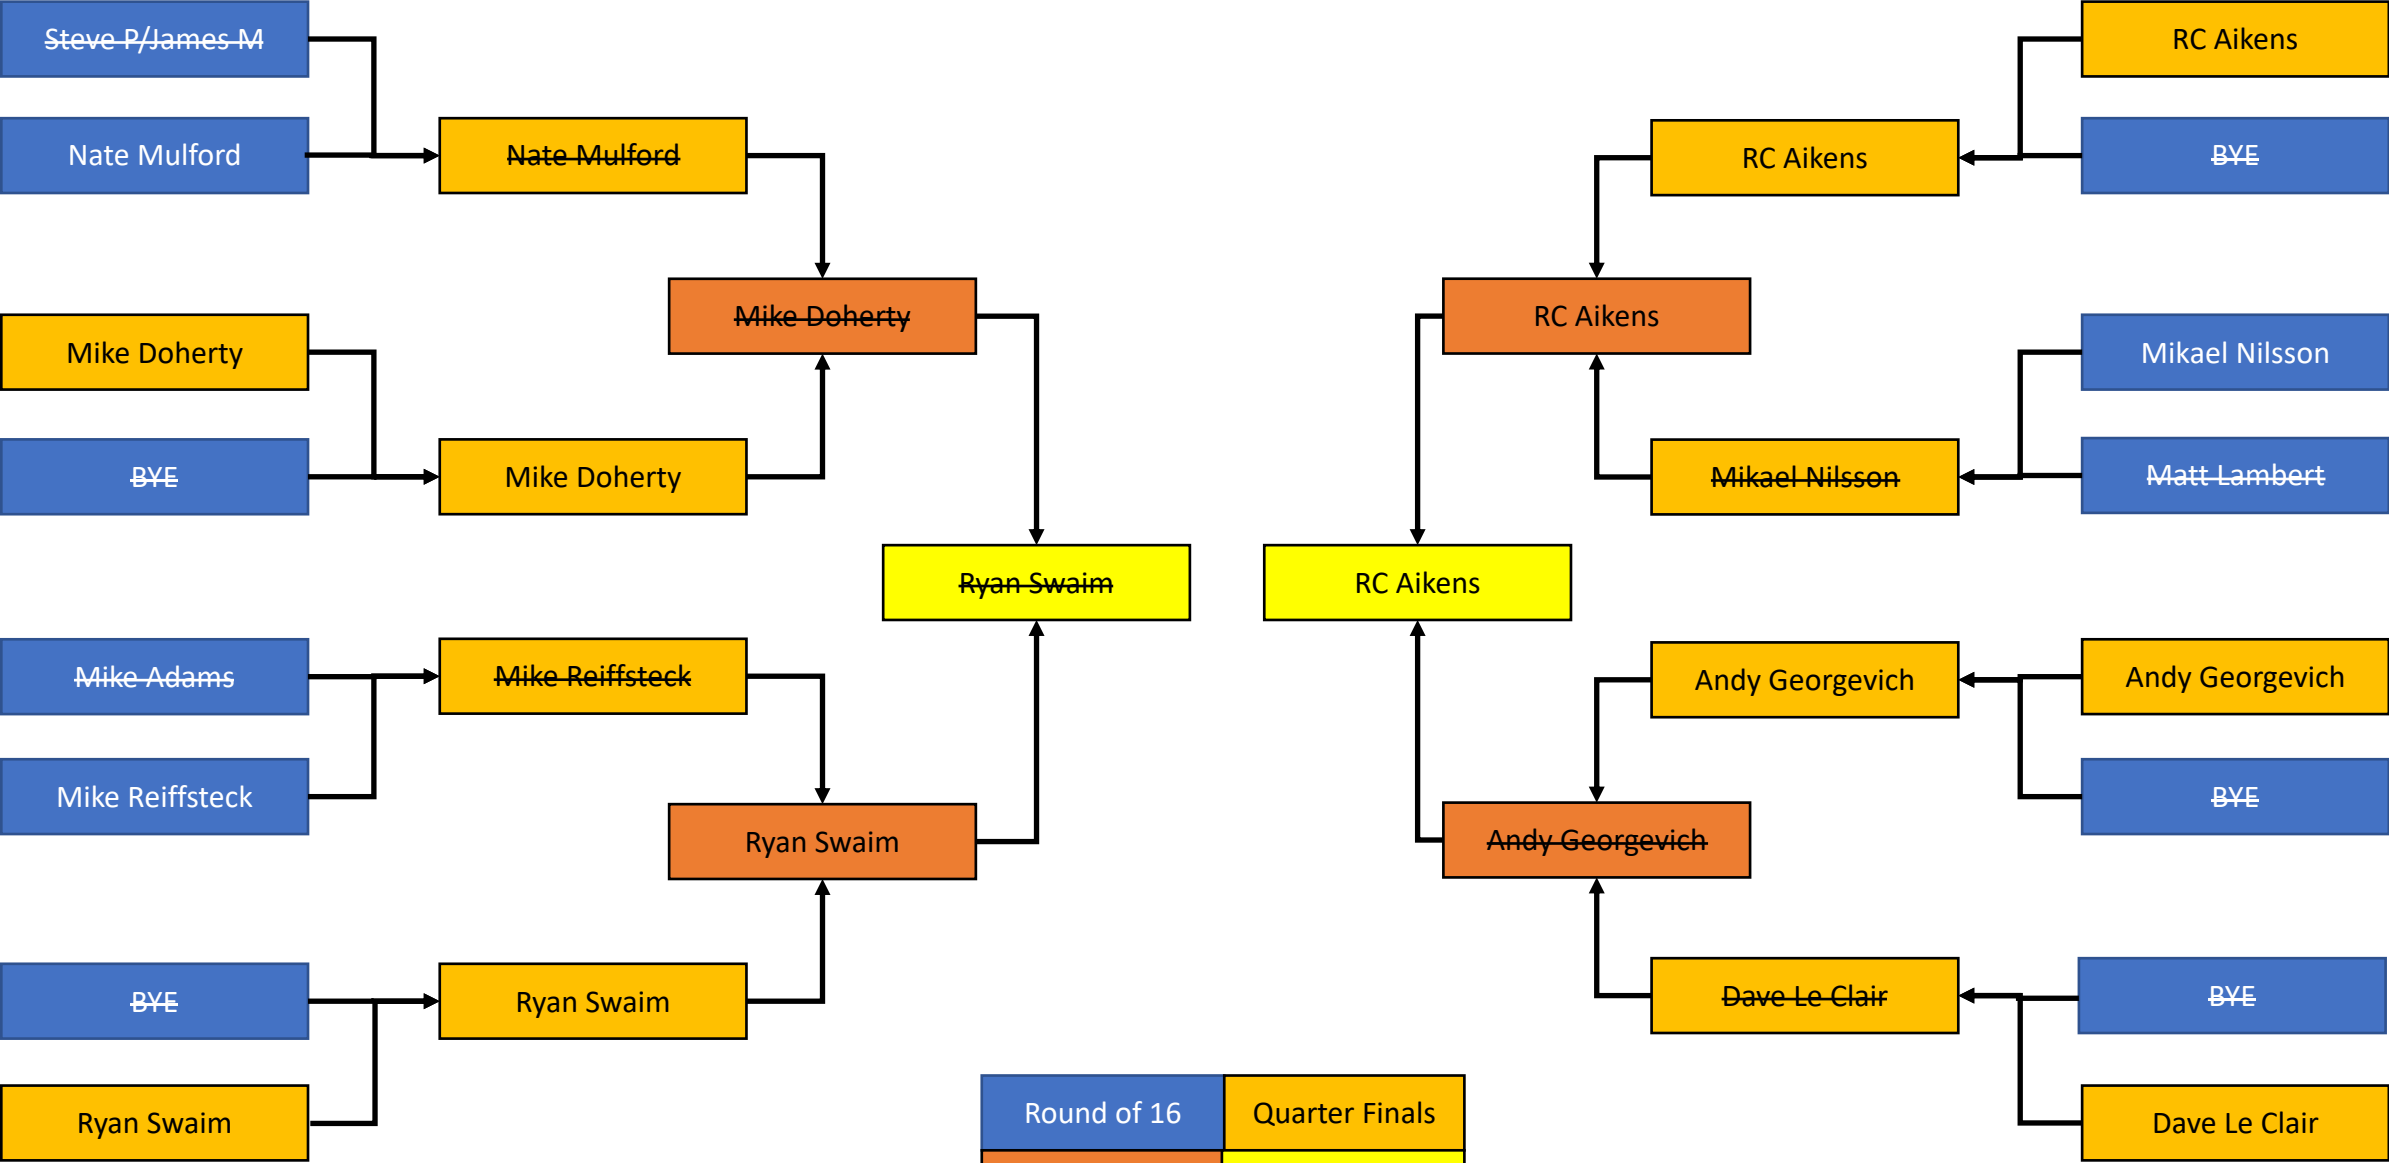 Steve P/James M
RC Aikens
Nate Mulford
Nate Mulford
RC Aikens
BYE
Mike Doherty
RC Aikens
Mike Doherty
Mikael Nilsson
BYE
Mike Doherty
Mikael Nilsson
Matt Lambert
Ryan Swaim
RC Aikens
Mike Adams
Mike Reiffsteck
Andy Georgevich
Andy Georgevich
Mike Reiffsteck
BYE
Ryan Swaim
Andy Georgevich
BYE
Ryan Swaim
Dave Le Clair
BYE
Ryan Swaim
Round of 16
Quarter Finals
Dave Le Clair